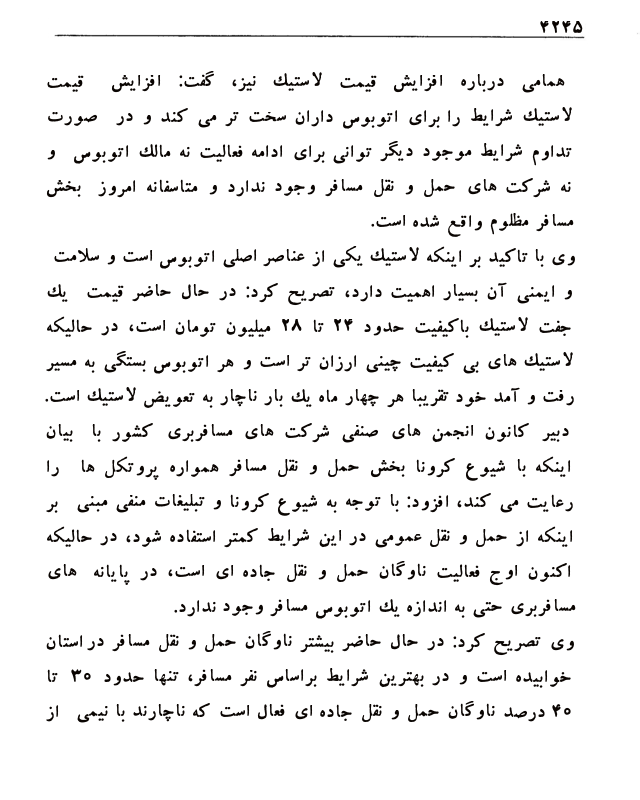 ۴۲۴۵
همامی درباره افزایش قیمت لاستیك نیز، گفت: افزایش قیمت
لاستیك شرایط را برای اتوبوس داران سخت تر می کند و در صورت
تداوم شرایط موجود دیگر توانی برای ادامه فعالیت نه مالك اتوبوس و
نه شرکت های حمل و نقل مسافر وجود ندارد و متاسفانه امروز بخش
مسافر مظلوم واقع شده است.
وی با تاکید بر اینکه لاستیك یکی از عناصر اصلی اتوبوس است و سلامت
و ایمنی آن بسیار اهمیت دارد، تصریح کرد: در حال حاضر قیمت یك
جفت لاستیك باکیفیت حدود ۲۴ تا ۲۸ میلیون تومان است، در حالیکه
لاستیك های بی کیفیت چینی ارزان تر است و هر اتوبوس بستگی به مسیر
رفت و آمد خود تقریبا هر چهار ماه یك بار ناچار به تعویض لاستیك است.
دبیر کانون انجمن های صنفی شرکت های مسافربری کشور با بیان
اینکه با شیوع کرونا بخش حمل و نقل مسافر همواره پروتکل ها را
رعایت می کند، افزود: با توجه به شیوع کرونا و تبلیغات منفی مبنی بر
اینکه از حمل و نقل عمومی در این شرایط کمتر استفاده شود، در حالیکه
اکنون اوج فعالیت ناوگان حمل و نقل جاده ای است، در پایانه های
مسافربری حتی به اندازه یك اتوبوس مسافر وجود ندارد.
وی تصریح کرد: در حال حاضر بیشتر ناوگان حمل و نقل مسافر در استان
خوابیده است و در بهترین شرایط براساس نفر مسافر، تنها حدود ۳۰ تا
۴۰ درصد ناوگان حمل و نقل جاده ای فعال است که ناچارند با نیمی از